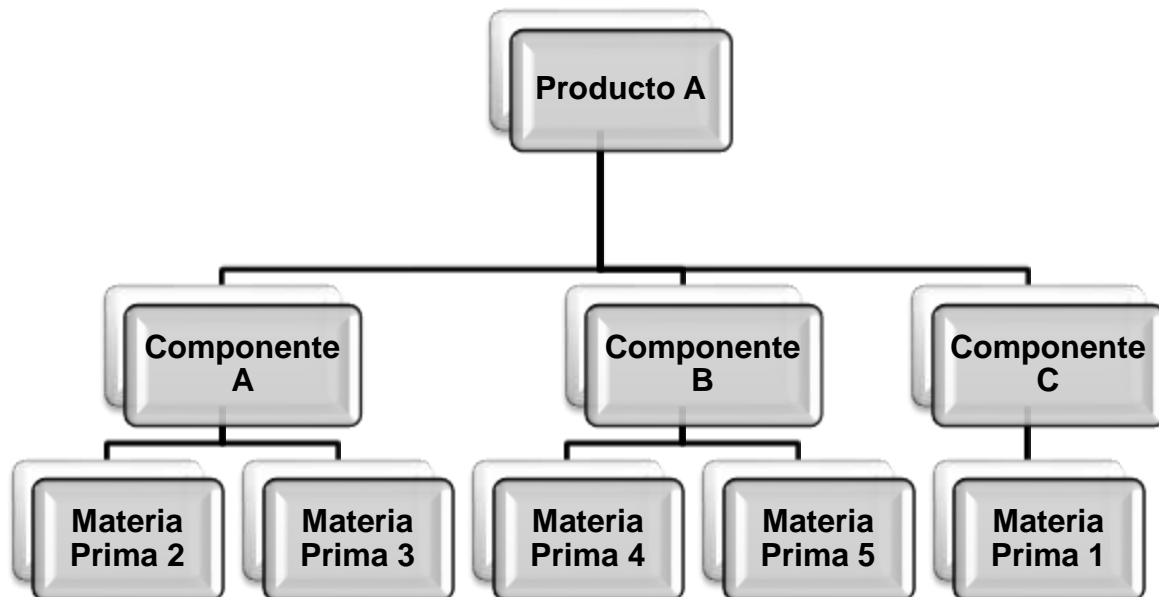 Producto A
Componente
A
Componente
B
Componente
C
Materia
Prima 2
Materia
Prima 3
Materia
Prima 4
Materia
Prima 5
Materia
Prima 1